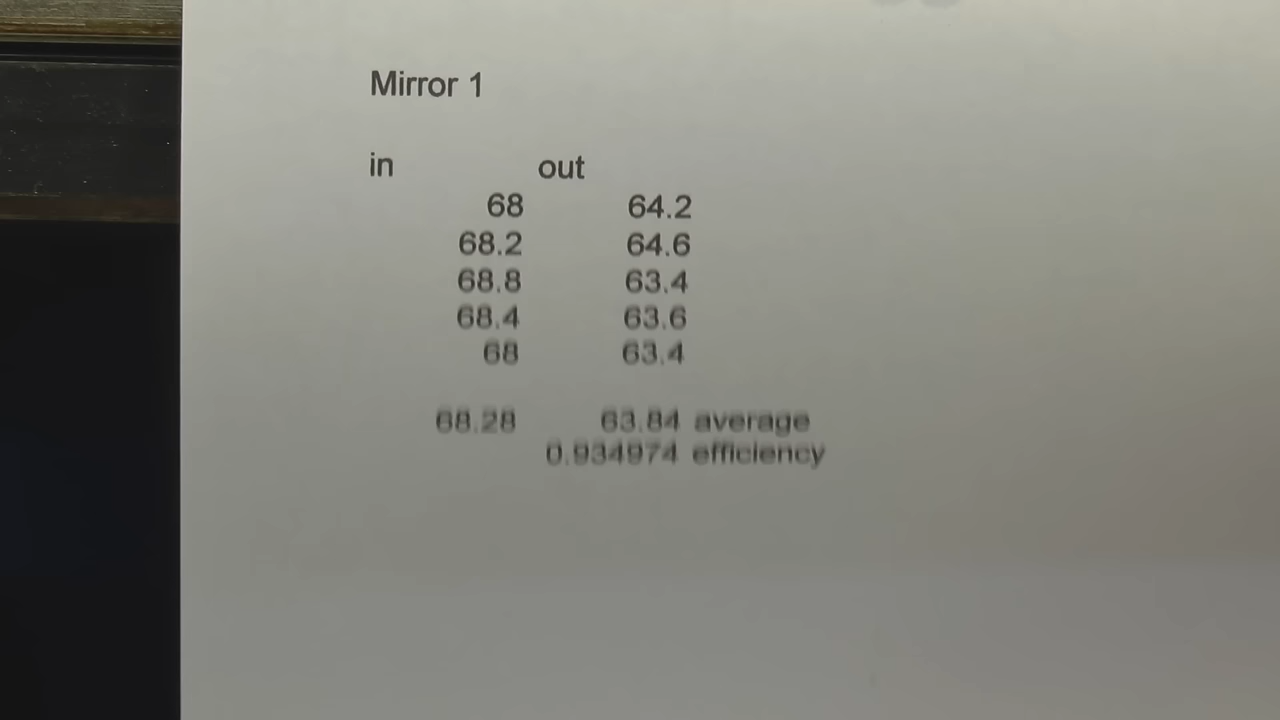 Mirror 1
in out
68 64.2
68.2 64.6
68.8 63.4
68.4 63.6
68 63.4
68.28 63.84 average
0.934974 efficiency